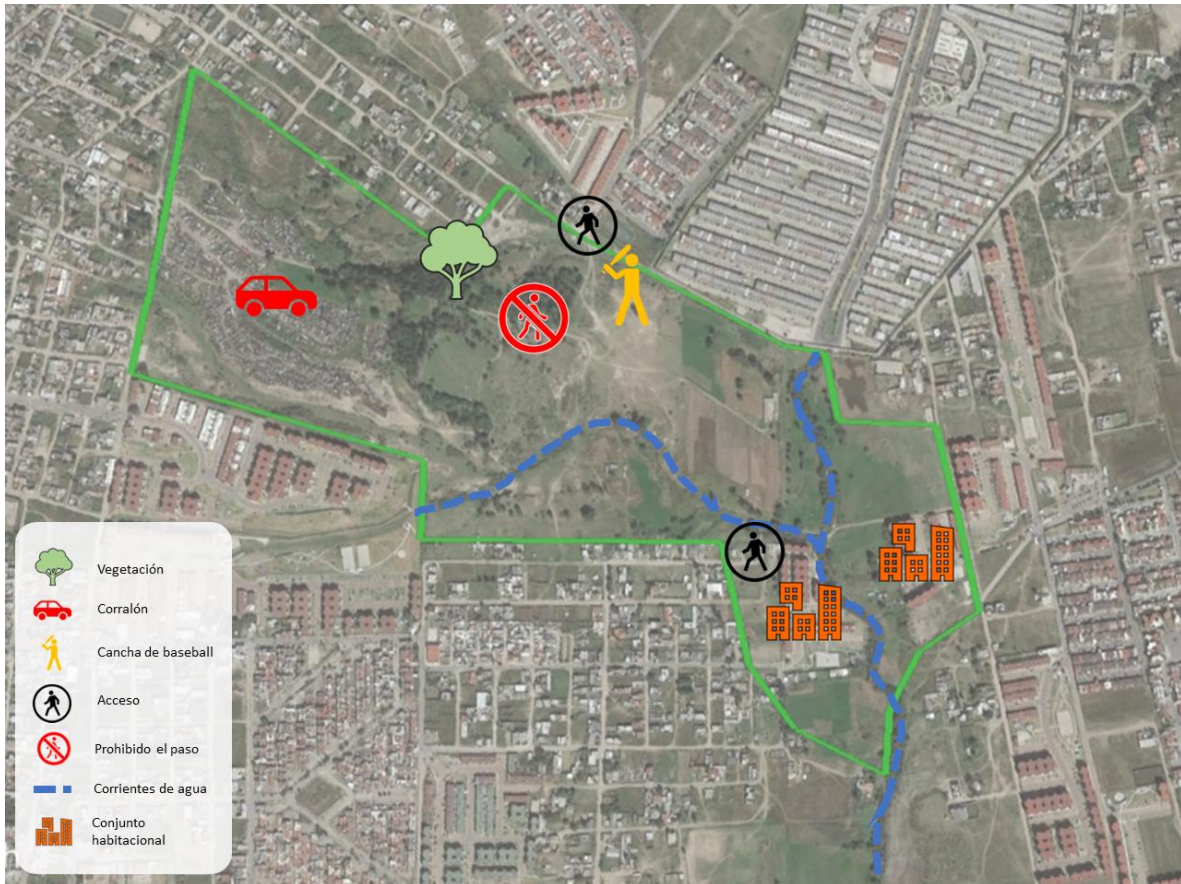 Vegetación
Corralón
Cancha de baseball
Acceso
Prohibido el paso
Corrientes de agua
Conjunto
habitacional